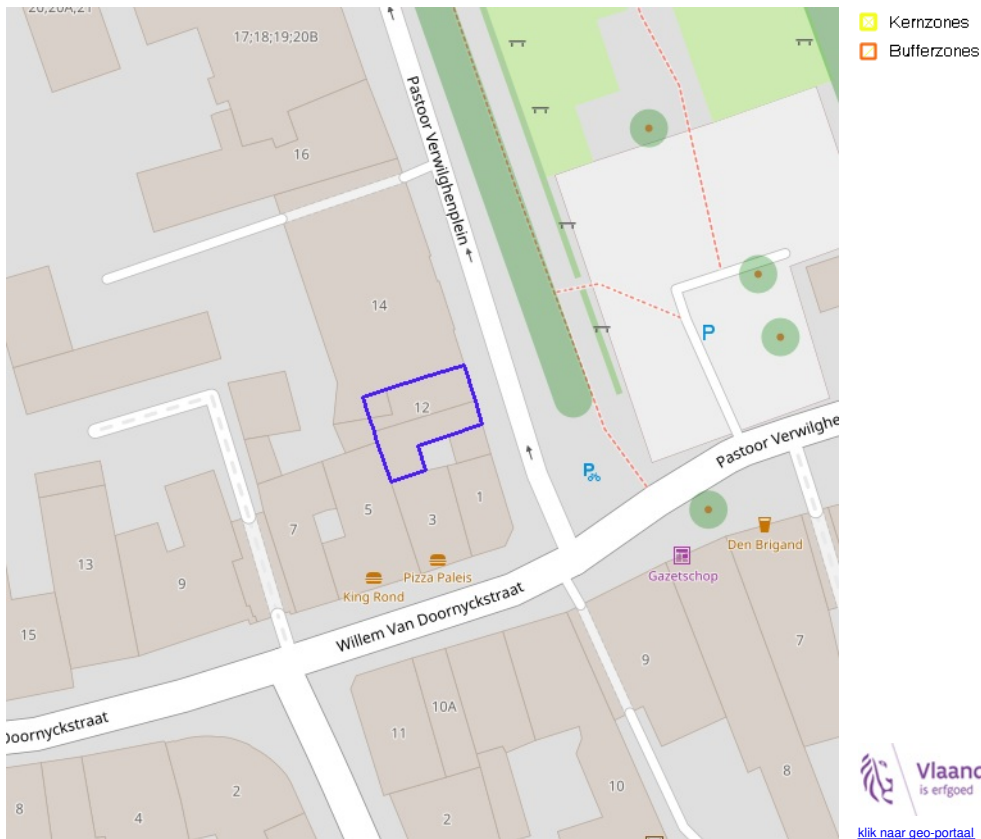 20,20A,21
17;18;19;20B
16
Pastoor Verwilghenplein
14
12
P
P
Pastoor Verwilghe
5
3
1
7
13
9
15
Pizza Paleis
King Rond
Den Brigand
Gazetschop
Willem Van Doornyckstraat
Doornyckstraat
9
7
10A
11
10
8
8
4
2
2
Kernzones
Bufferzones
Vlaand
is erfgoed
klik naar geo-portaal